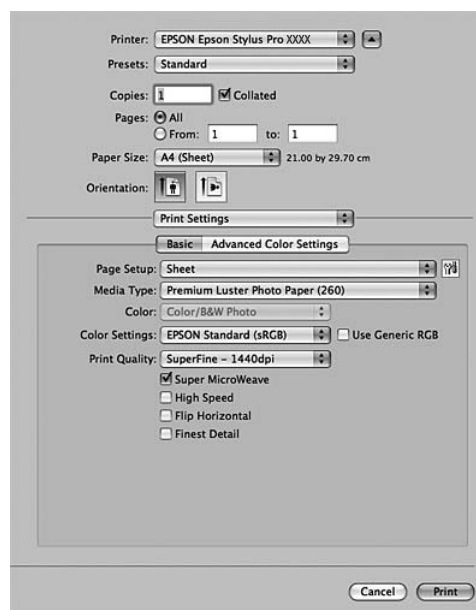 Printer: EPSON Epson Stylus Pro XXXX
Presets: Standard
Copies: 1 Collated
Pages: All
From: 1 to: 1
Paper Size: A4 (Sheet) 21.00 by 29.70 cm
Orientation:
Print Settings
Basic Advanced Color Settings
Page Setup: Sheet
Media Type: Premium Luster Photo Paper (260)
Color: Color/B&W Photo
Color Settings: EPSON Standard (sRGB) Use Generic RGB
Print Quality: SuperFine – 1440dpi
Super MicroWeave
High Speed
Flip Horizontal
Finest Detail
Cancel Print